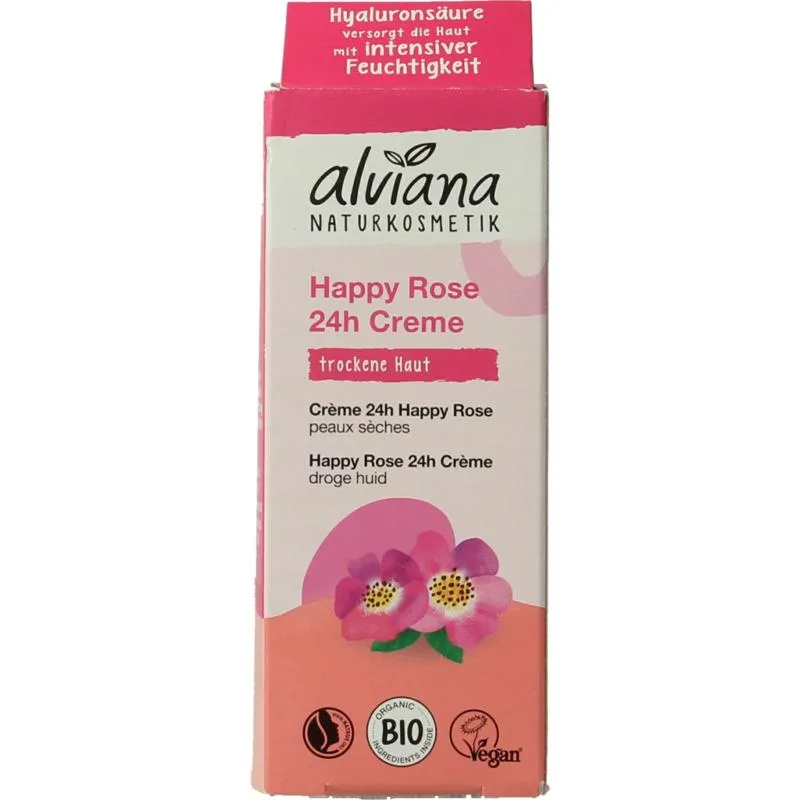 Hyaluronsäure
versorgt die Haut
mit intensiver
Feuchtigkeit
alviana
NATURKOSMETIK
Happy Rose
24h Creme
trockene Haut
Crème 24h Happy Rose
peaux sèches
Happy Rose 24h Crème
droge huid
ORGANIC
BIO
INGREDIENTS INSIDE
Vegan